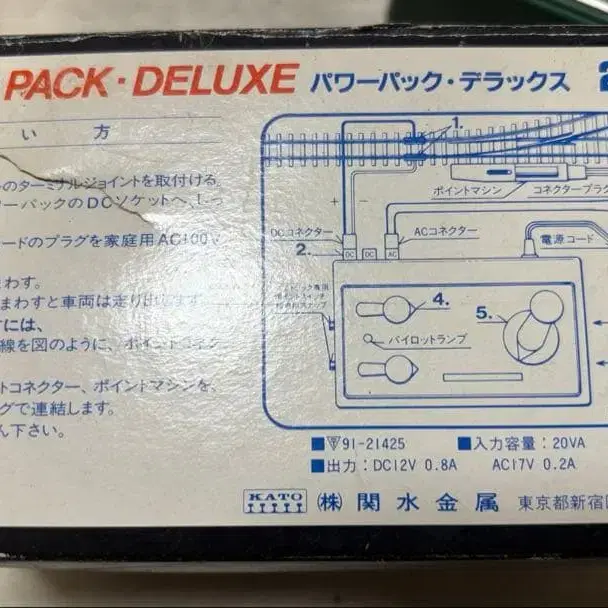 PACK·DELUXE パワーパック・デラックス 2
い 方
のターミナルジョイントを取付ける
ーパックのDCソケットへしっ
ードのプラグを家庭用AC100V
まわす。
まわすと車両は走り出します
には、
線を図のように、ポイントコネク
トコネクター、ポイントマシンを、
グで連結します。
ん下さい。
1.
ポイントマシン コネクタープラ
+ -
DCコネクター ACコネクター 電源コード
2.
DC DC AC
4.
5.
パイロットランプ
■ 91-21425 ■入力容量：20VA
■出力：DC12V 0.8A AC17V 0.2A
KATO ㈱ 関水金属 東京都新宿